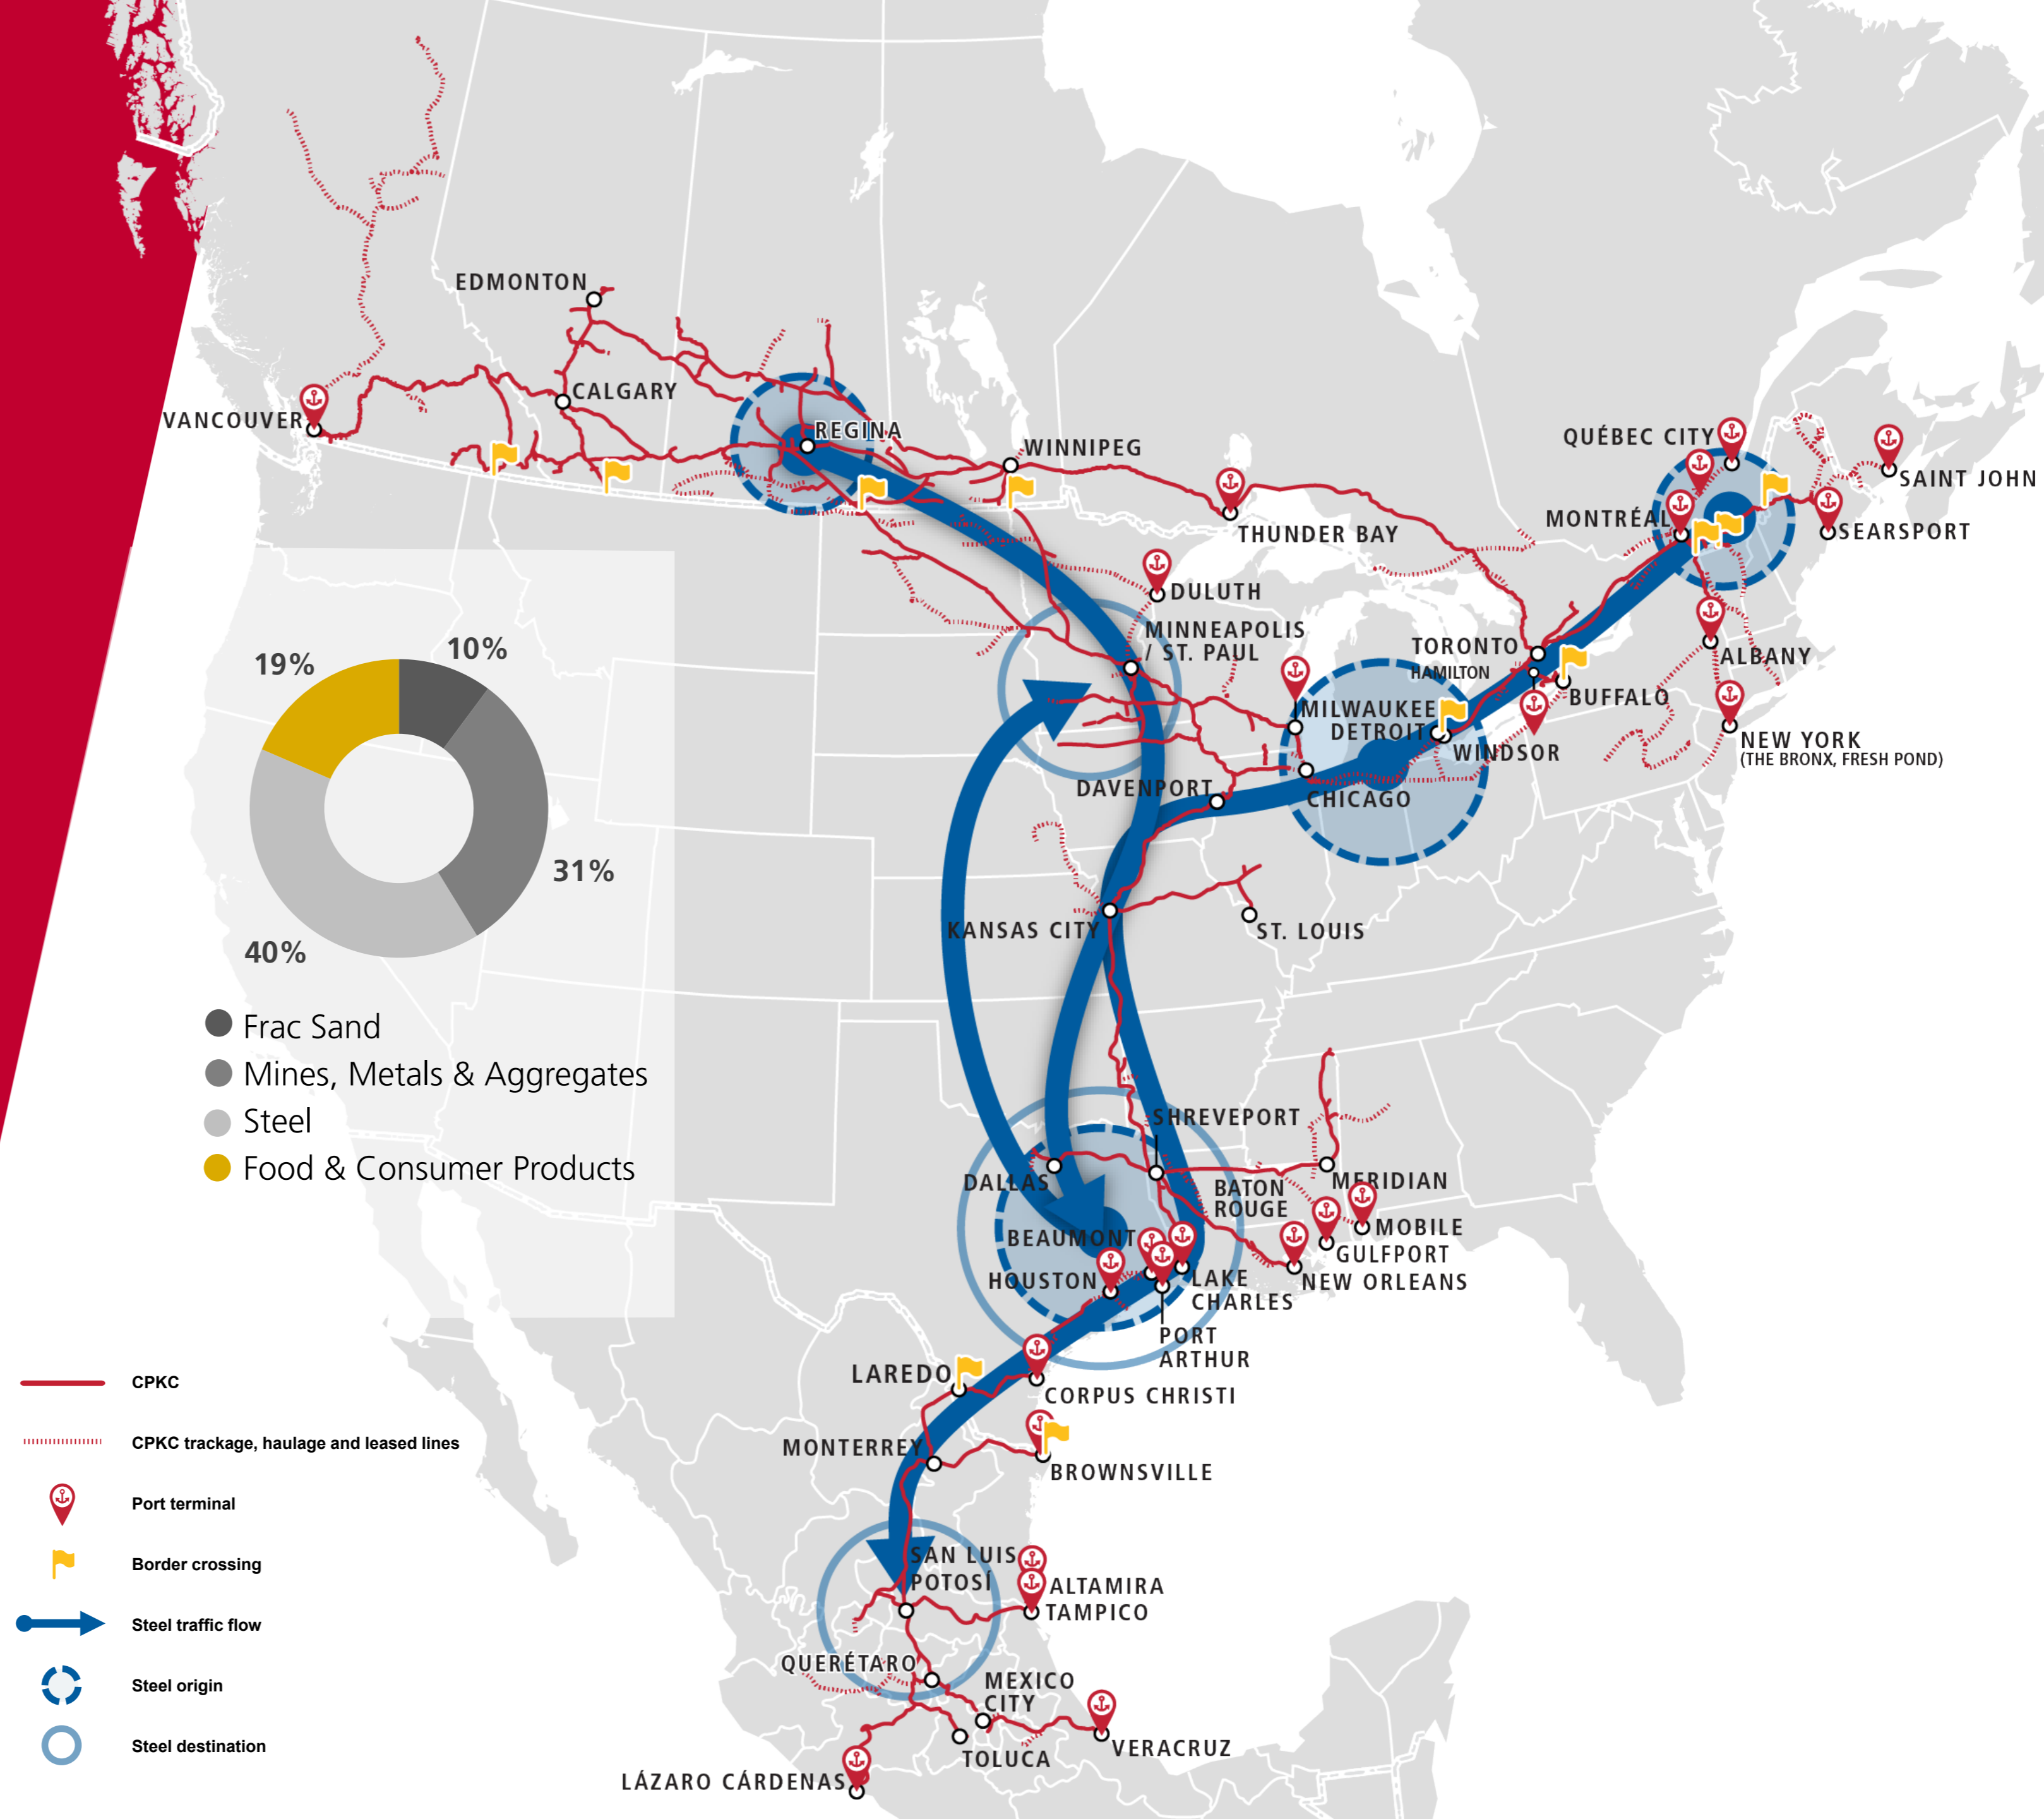 EDMONTON
CALGARY
VANCOUVER
REGINA
WINNIPEG
THUNDER BAY
QUÉBEC CITY
SAINT JOHN
MONTRÉAL
SEARSPORT
DULUTH
MINNEAPOLIS
/ ST. PAUL
TORONTO
HAMILTON
ALBANY
BUFFALO
MILWAUKEE
DETROIT
WINDSOR
NEW YORK
(THE BRONX, FRESH POND)
DAVENPORT
CHICAGO
KANSAS CITY
ST. LOUIS
19%
10%
31%
40%
Frac Sand
Mines, Metals & Aggregates
Steel
Food & Consumer Products
SHREVEPORT
DALLAS
MERIDIAN
BATON
ROUGE
MOBILE
BEAUMONT
GULFPORT
HOUSTON
LAKE
CHARLES
NEW ORLEANS
PORT
ARTHUR
LAREDO
CORPUS CHRISTI
MONTERREY
BROWNSVILLE
SAN LUIS
POTOSÍ
ALTAMIRA
TAMPICO
QUERÉTARO
MEXICO
CITY
TOLUCA
VERACRUZ
LÁZARO CÁRDENAS
CPKC
CPKC trackage, haulage and leased lines
Port terminal
Border crossing
Steel traffic flow
Steel origin
Steel destination